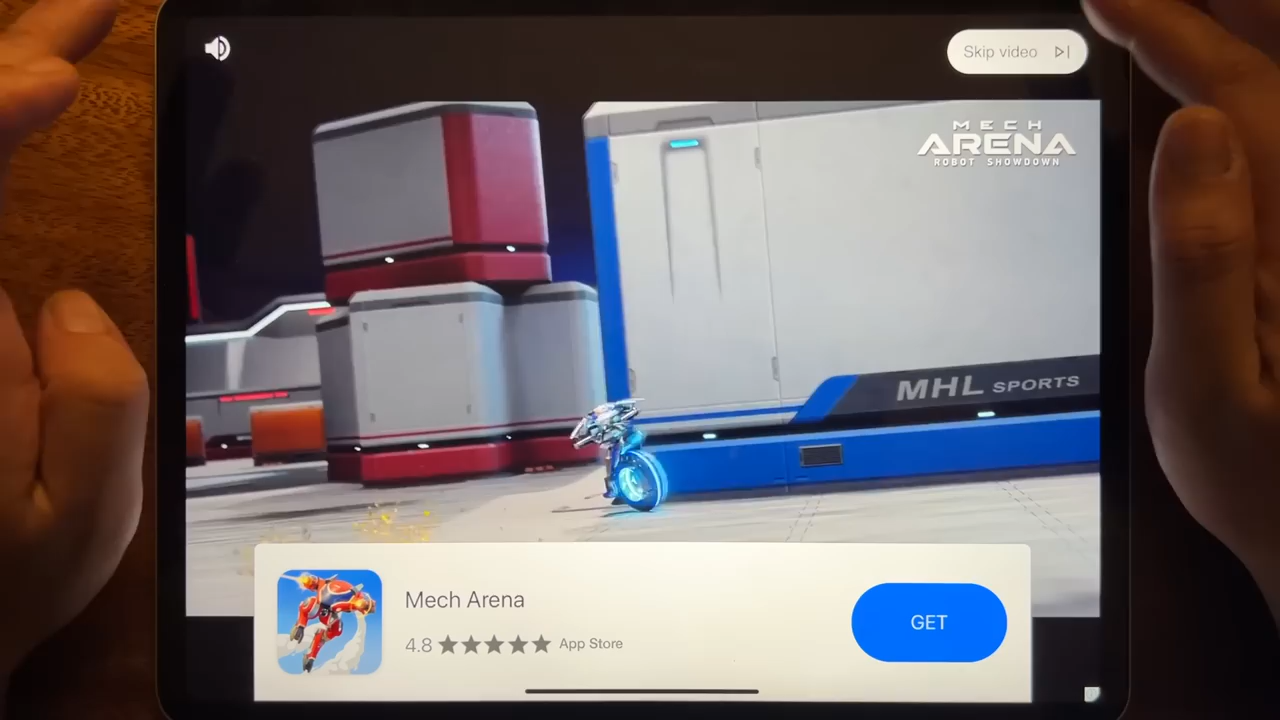 Skip video
MECH
ARENA
ROBOT SHOWDOWN
MHL SPORTS
Mech Arena
GET
4.8 ★★★★★ App Store